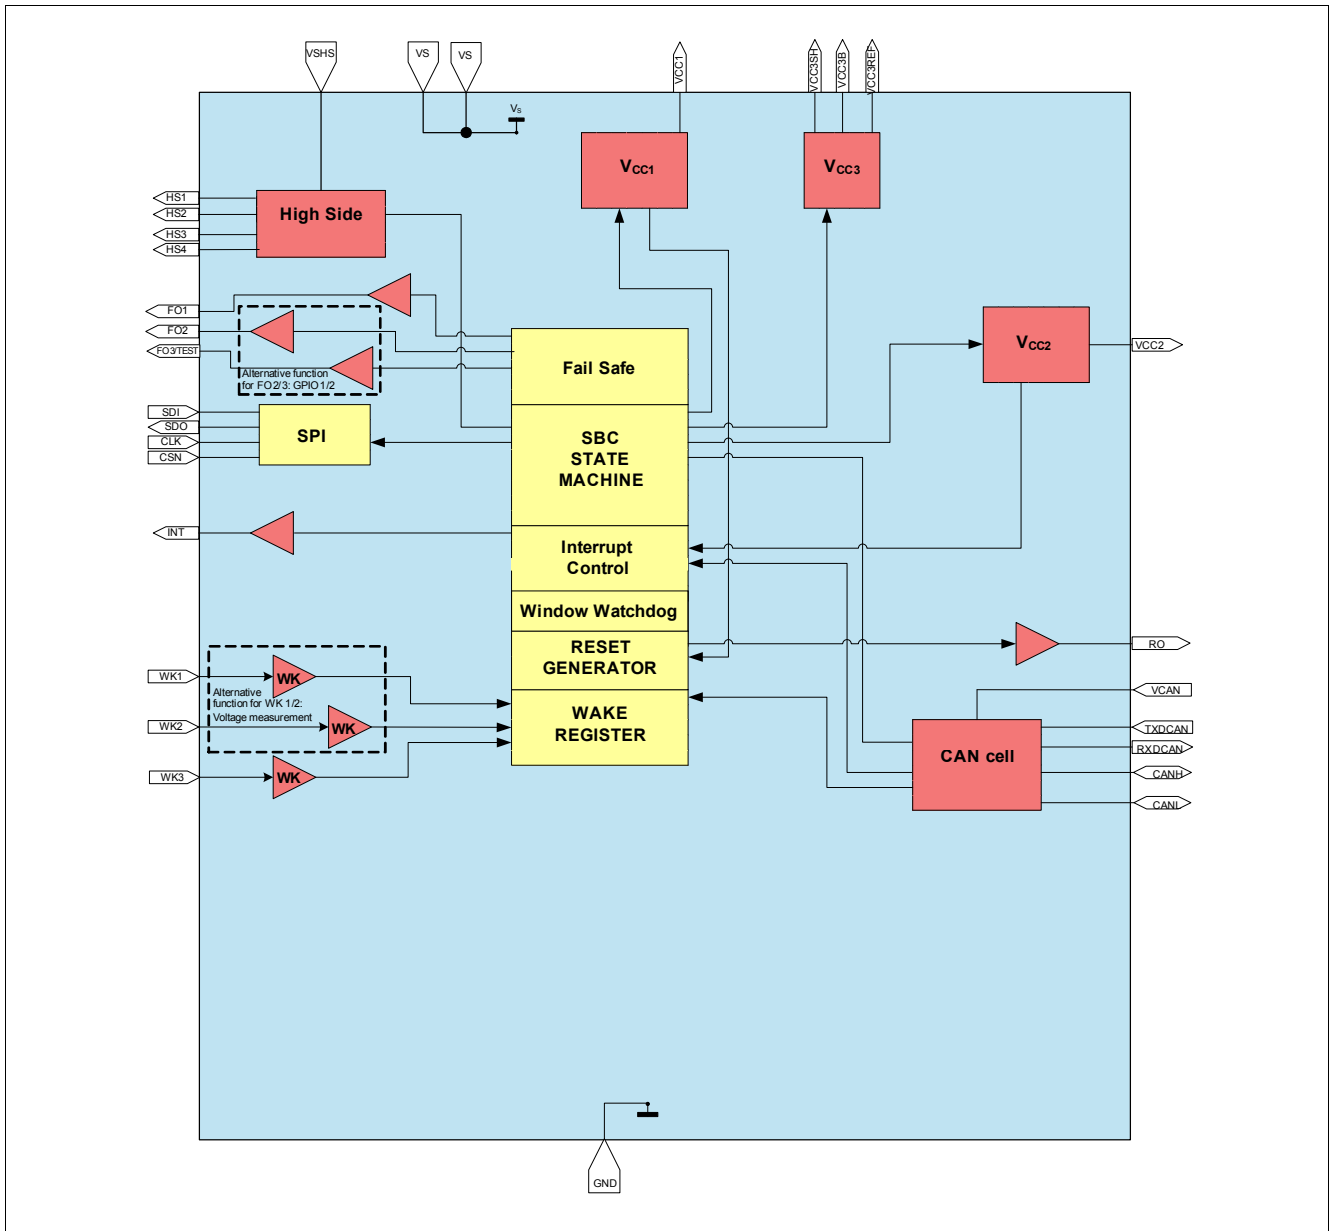 VSHS
VS
VS
VCC1
VCC3SH
VCC3B
VCC3REF
VS
VCC1
VCC3
HS1
HS2
HS3
HS4
High Side
FO1
FO2
FO3/TEST
Alternative function
for FO2/3: GPIO1/2
Fail Safe
VCC2
VCC2
SDI
SDO
CLK
CSN
SPI
SBC
STATE
MACHINE
INT
Interrupt
Control
Window Watchdog
RESET
GENERATOR
RO
WK1
WK
Alternative
function for WK 1/2:
Voltage measurement
WK2
WK
WK3
WK
WAKE
REGISTER
VCAN
TXDCAN
RXDCAN
CANH
CANL
CAN cell
GND